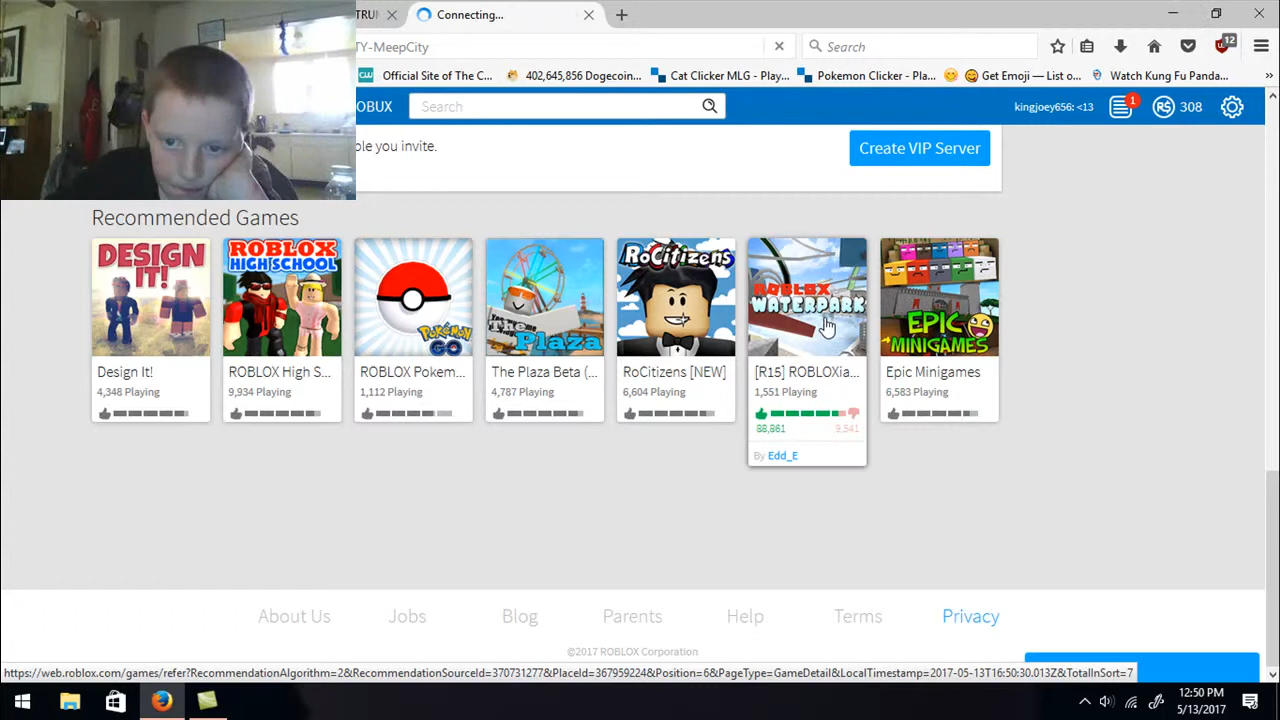 TRUM
Connecting...
TY-MeepCity
Search
12
Official Site of The C...
402,645,856 Dogecoin...
Cat Clicker MLG - Play...
Pokemon Clicker - Pla...
Get Emoji — List o...
Watch Kung Fu Panda...
OBUX
Search
kingjoey656: <13
1
R$
308
ple you invite.
Create VIP Server
Recommended Games
DESIGN IT!
ROBLOX HIGH SCHOOL
POKÉMON GO
The Plaza
RoCitizens
ROBLOX WATERPARK
EPIC MINIGAMES
Design It!
ROBLOX High S...
ROBLOX Pokem...
The Plaza Beta (...
RoCitizens [NEW]
[R15] ROBLOXia...
Epic Minigames
4,348 Playing
9,934 Playing
1,112 Playing
4,787 Playing
6,604 Playing
1,551 Playing
6,583 Playing
88,861
9,541
By Edd_E
About Us
Jobs
Blog
Parents
Help
Terms
Privacy
©2017 ROBLOX Corporation
https://web.roblox.com/games/refer?RecommendationAlgorithm=2&RecommendationSourceId=370731277&PlaceId=367959224&Position=6&PageType=GameDetail&LocalTimestamp=2017-05-13T16:50:30.013Z&TotalInSort=7
12:50 PM
5/13/2017